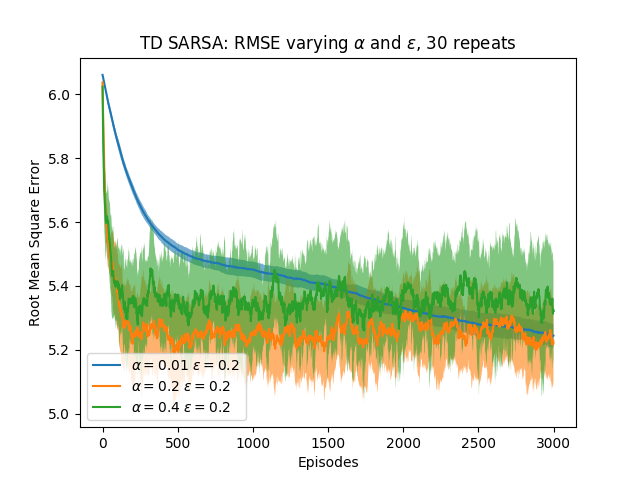 TD SARSA: RMSE varying α and ε, 30 repeats
Root Mean Square Error
6.0
5.8
5.6
5.4
5.2
5.0
α = 0.01 ε = 0.2
α = 0.2 ε = 0.2
α = 0.4 ε = 0.2
0 500 1000 1500 2000 2500 3000
Episodes